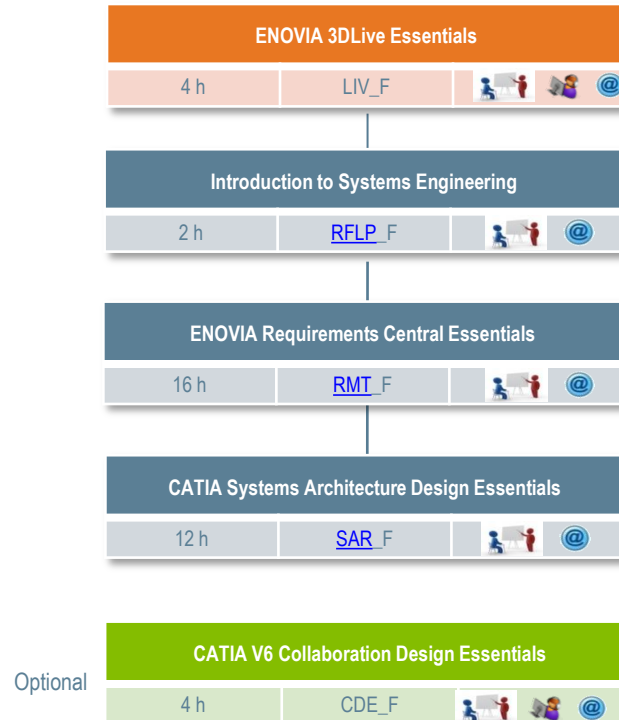 ENOVIA 3DLive Essentials
4 h LIV_F @
Introduction to Systems Engineering
2 h RFLP_F @
ENOVIA Requirements Central Essentials
16 h RMT_F @
CATIA Systems Architecture Design Essentials
12 h SAR_F @
CATIA V6 Collaboration Design Essentials
Optional
4 h CDE_F @